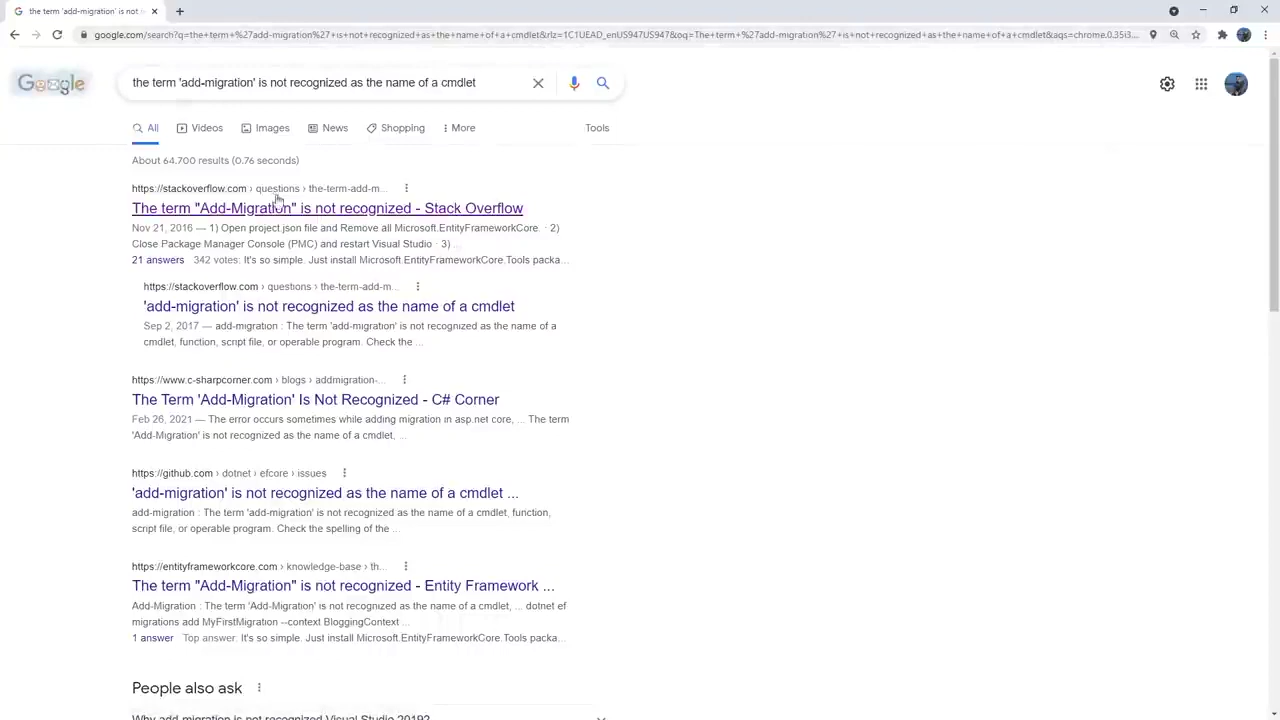 the term 'add-migration' is not
google.com/search?q=the+term+%27add-migration%27+is+not+recognized+as+the+name+of+a+cmdlet&rlz=1C1UEAD_enUS947US947&oq=The+term+%27add-migration%27+is+not+recognized+as+the+name+of+a+cmdlet&aqs=chrome.0.35i3...
Google
the term 'add-migration' is not recognized as the name of a cmdlet
All
Videos
Images
News
Shopping
More
Tools
About 64,700 results (0.76 seconds)
https://stackoverflow.com › questions › the-term-add-m...
The term "Add-Migration" is not recognized - Stack Overflow
Nov 21, 2016 — 1) Open project.json file and Remove all Microsoft.EntityFrameworkCore. · 2)
Close Package Manager Console (PMC) and restart Visual Studio · 3) ...
21 answers 342 votes: It's so simple. Just install Microsoft.EntityFrameworkCore.Tools packa...
https://stackoverflow.com › questions › the-term-add-m...
'add-migration' is not recognized as the name of a cmdlet
Sep 2, 2017 — add-migration : The term 'add-migration' is not recognized as the name of a
cmdlet, function, script file, or operable program. Check the ...
https://www.c-sharpcorner.com › blogs › addmigration-...
The Term 'Add-Migration' Is Not Recognized - C# Corner
Feb 26, 2021 — The error occurs sometimes while adding migration in asp.net core, ... The term
'Add-Migration' is not recognized as the name of a cmdlet, ...
https://github.com › dotnet › efcore › issues
'add-migration' is not recognized as the name of a cmdlet ...
add-migration : The term 'add-migration' is not recognized as the name of a cmdlet, function,
script file, or operable program. Check the spelling of the ...
https://entityframeworkcore.com › knowledge-base › th...
The term "Add-Migration" is not recognized - Entity Framework ...
Add-Migration : The term 'Add-Migration' is not recognized as the name of a cmdlet, ... dotnet ef
migrations add MyFirstMigration --context BloggingContext ...
1 answer Top answer: It's so simple. Just install Microsoft.EntityFrameworkCore.Tools packa...
People also ask
Why add-migration is not recognized Visual Studio 2019?